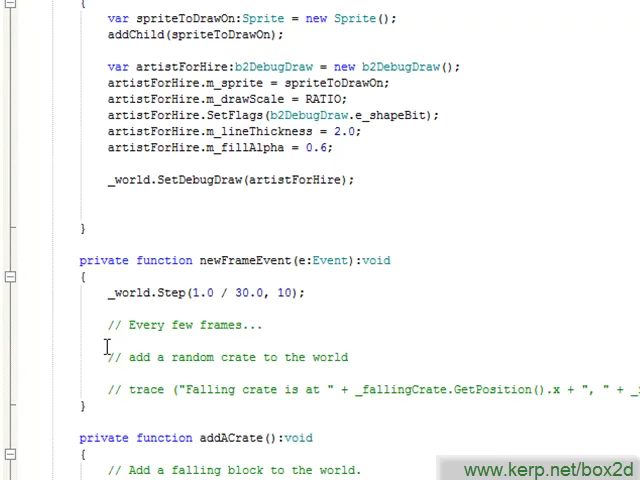 {
var spriteToDrawOn:Sprite = new Sprite();
addChild(spriteToDrawOn);
var artistForHire:b2DebugDraw = new b2DebugDraw();
artistForHire.m_sprite = spriteToDrawOn;
artistForHire.m_drawScale = RATIO;
artistForHire.SetFlags(b2DebugDraw.e_shapeBit);
artistForHire.m_lineThickness = 2.0;
artistForHire.m_fillAlpha = 0.6;
_world.SetDebugDraw(artistForHire);
}
private function newFrameEvent(e:Event):void
{
_world.Step(1.0 / 30.0, 10);
// Every few frames...
// add a random crate to the world
// trace ("Falling crate is at " + _fallingCrate.GetPosition().x + ", " +
}
private function addACrate():void
{
// Add a falling block to the world.
www.kerp.net/box2d